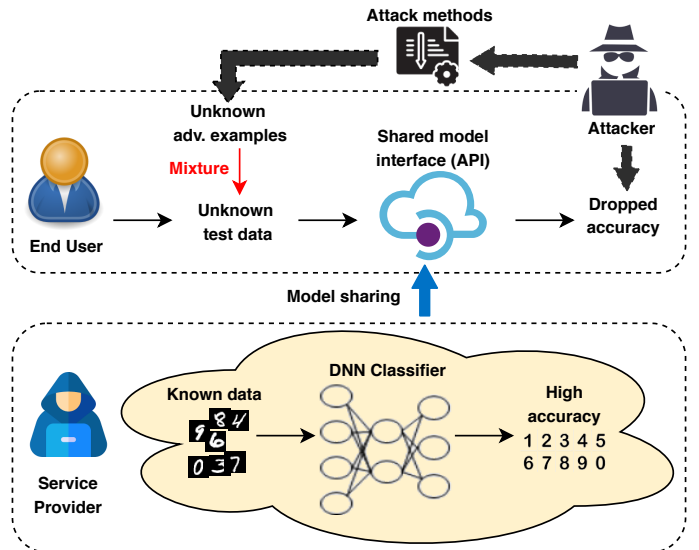 Attack methods
Unknown
adv. examples
Attacker
Shared model
interface (API)
Mixture
Unknown
test data
Dropped
accuracy
End User
Model sharing
Known data
DNN Classifier
High
accuracy
8 4
9
6
0 3 7
1 2 3 4 5
6 7 8 9 0
Service
Provider